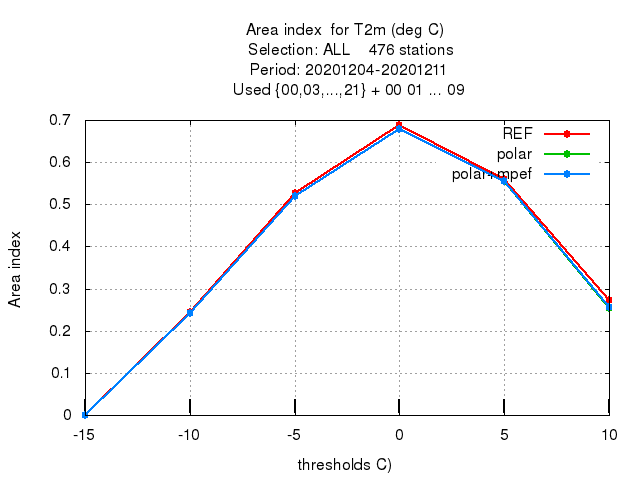 Area index  for T2m (deg C)
Selection: ALL    476 stations
Period: 20201204-20201211
Used {00,03,...,21} + 00 01 ... 09
REF
polar
polar+mpef
Area index
0.7
0.6
0.5
0.4
0.3
0.2
0.1
0
-15
-10
-5
0
5
10
thresholds C)